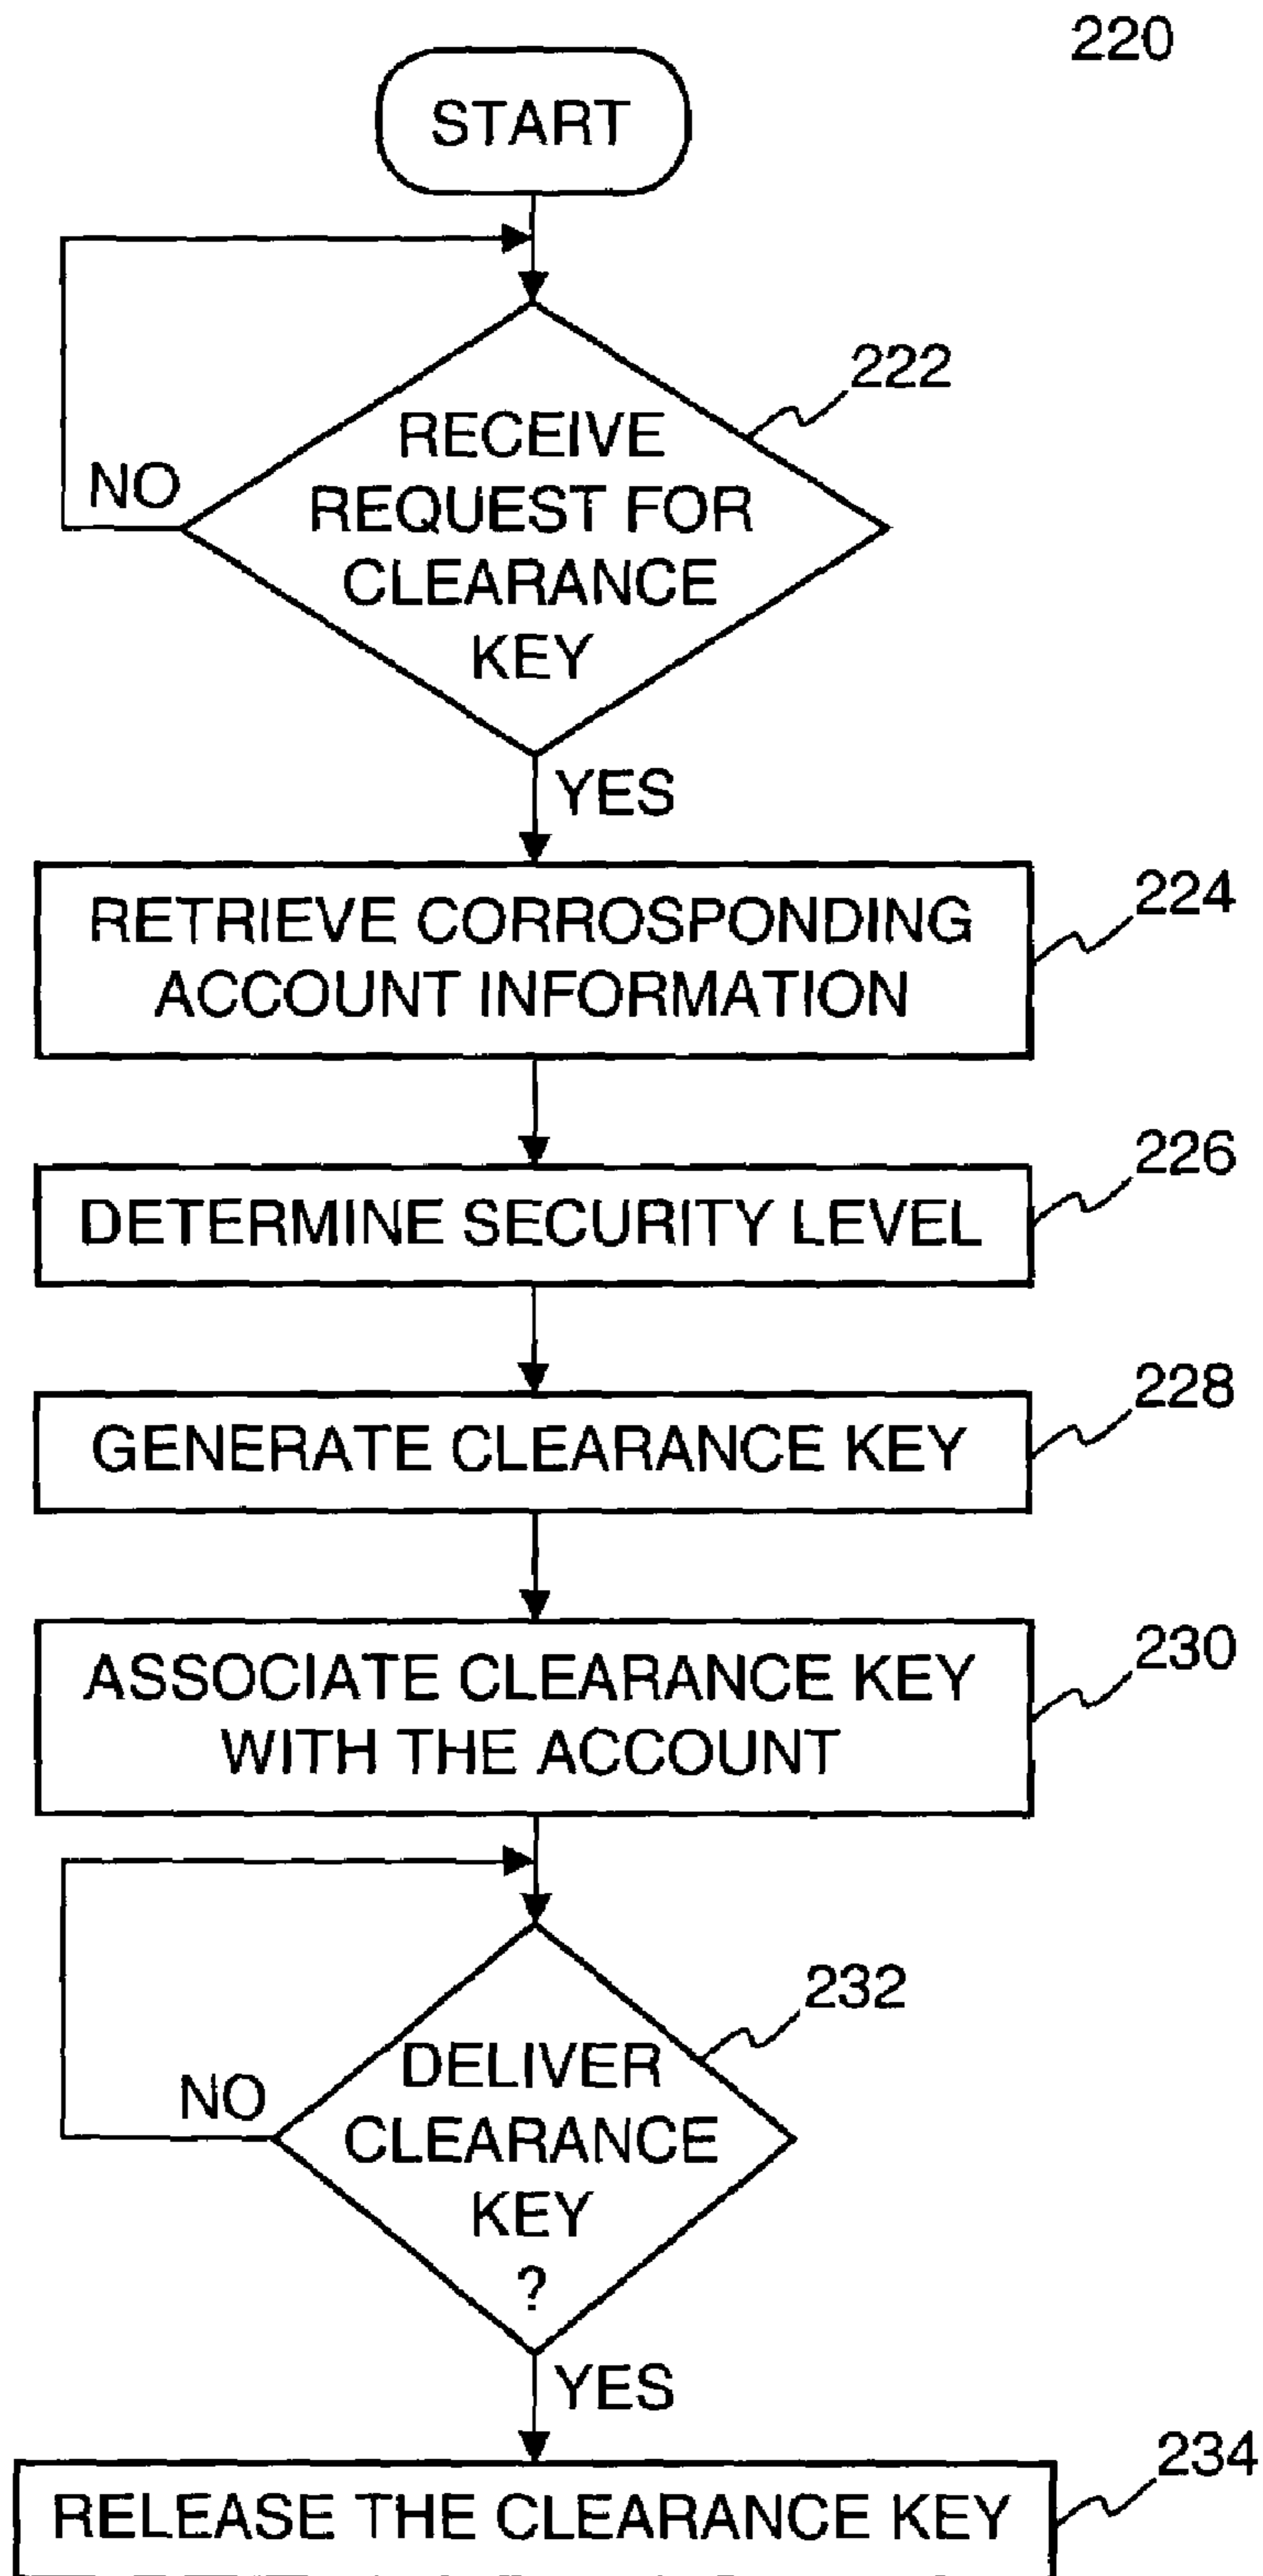 220
START
222
RECEIVE
REQUEST FOR
CLEARANCE
KEY
NO
YES
RETRIEVE CORROSPONDING
ACCOUNT INFORMATION
224
DETERMINE SECURITY LEVEL
226
GENERATE CLEARANCE KEY
228
ASSOCIATE CLEARANCE KEY
WITH THE ACCOUNT
230
232
DELIVER
CLEARANCE
KEY
?
NO
YES
RELEASE THE CLEARANCE KEY
234